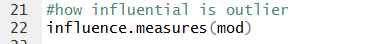 21 #how influential is outlier
22 influence.measures(mod)